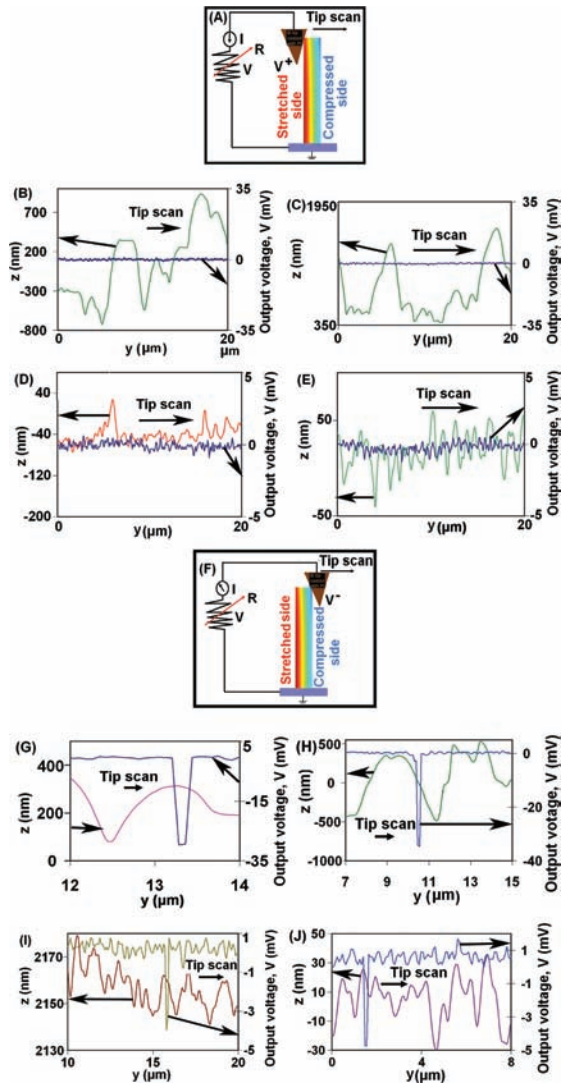 (A)
Tip scan
I
R
V
V+
Stretched side
Compressed side
(B)
700
200
-300
-800
z (nm)
Tip scan
35
0
-35
Output voltage, V (mV)
0
10
20
y (µm)
µm
(C)
1950
350
z (nm)
Tip scan
35
0
-35
Output voltage, V (mV)
0
10
20
y (µm)
(D)
40
-40
-120
-200
z (nm)
Tip scan
5
0
-5
Output voltage, V (mV)
0
20
y (µm)
(E)
50
-50
z (nm)
Tip scan
5
0
-5
Output voltage, V (mV)
0
20
y (µm)
(F)
Tip scan
I
R
V
V-
Stretched side
Compressed side
(G)
400
200
0
z (nm)
Tip scan
5
-15
-35
Output voltage, V (mV)
12
13
14
y (µm)
(H)
500
0
-500
-1000
z (nm)
Tip scan
0
-20
-40
Output voltage, V (mV)
7
9
11
13
15
y (µm)
(I)
2170
2150
2130
z (nm)
Tip scan
1
-1
-3
-5
Output voltage, V (mV)
10
12
14
16
18
20
y (µm)
(J)
50
30
10
-10
-30
z (nm)
Tip scan
1
-1
-3
-5
Output voltage, V (mV)
0
4
8
y (µm)